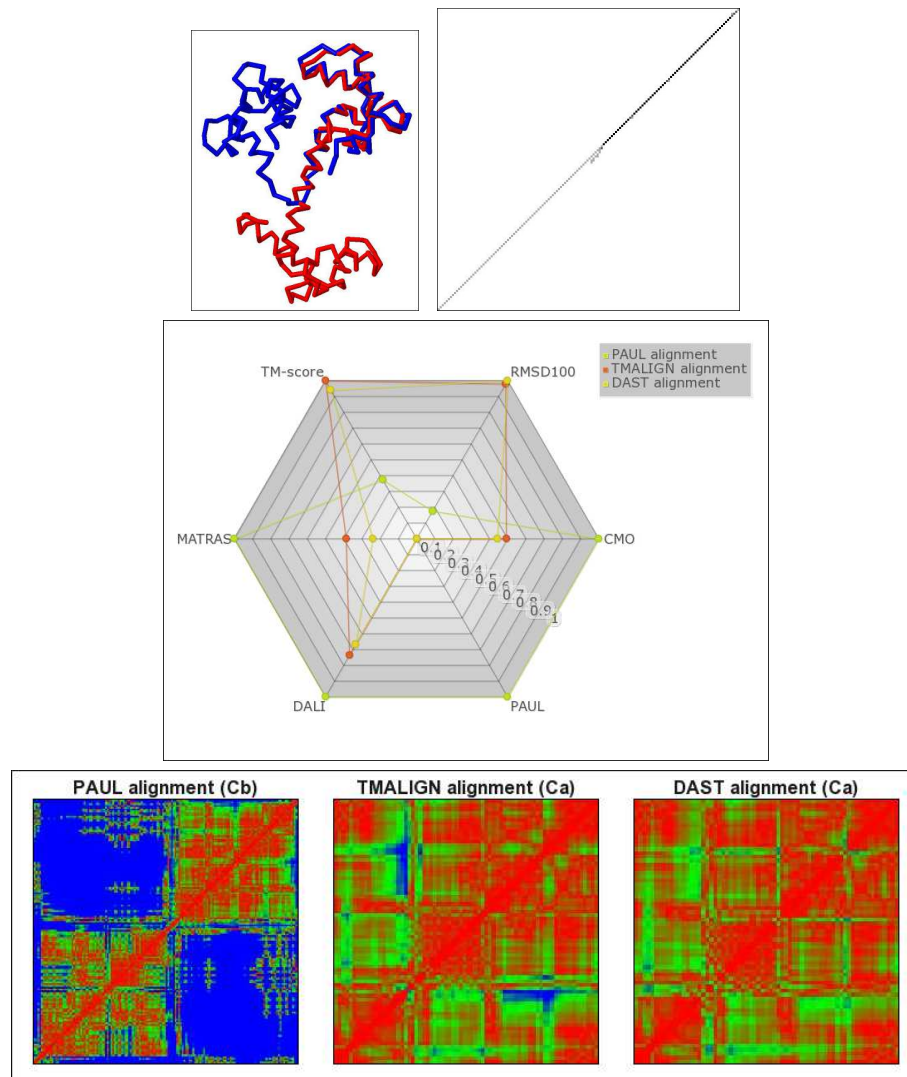 TM-score
RMSD100
PAUL alignment
TMALIGN alignment
DAST alignment
MATRAS
CMO
0.1
0.2
0.3
0.4
0.5
0.6
0.7
0.8
0.9
1
DALI
PAUL
PAUL alignment (Cb)
TMALIGN alignment (Ca)
DAST alignment (Ca)